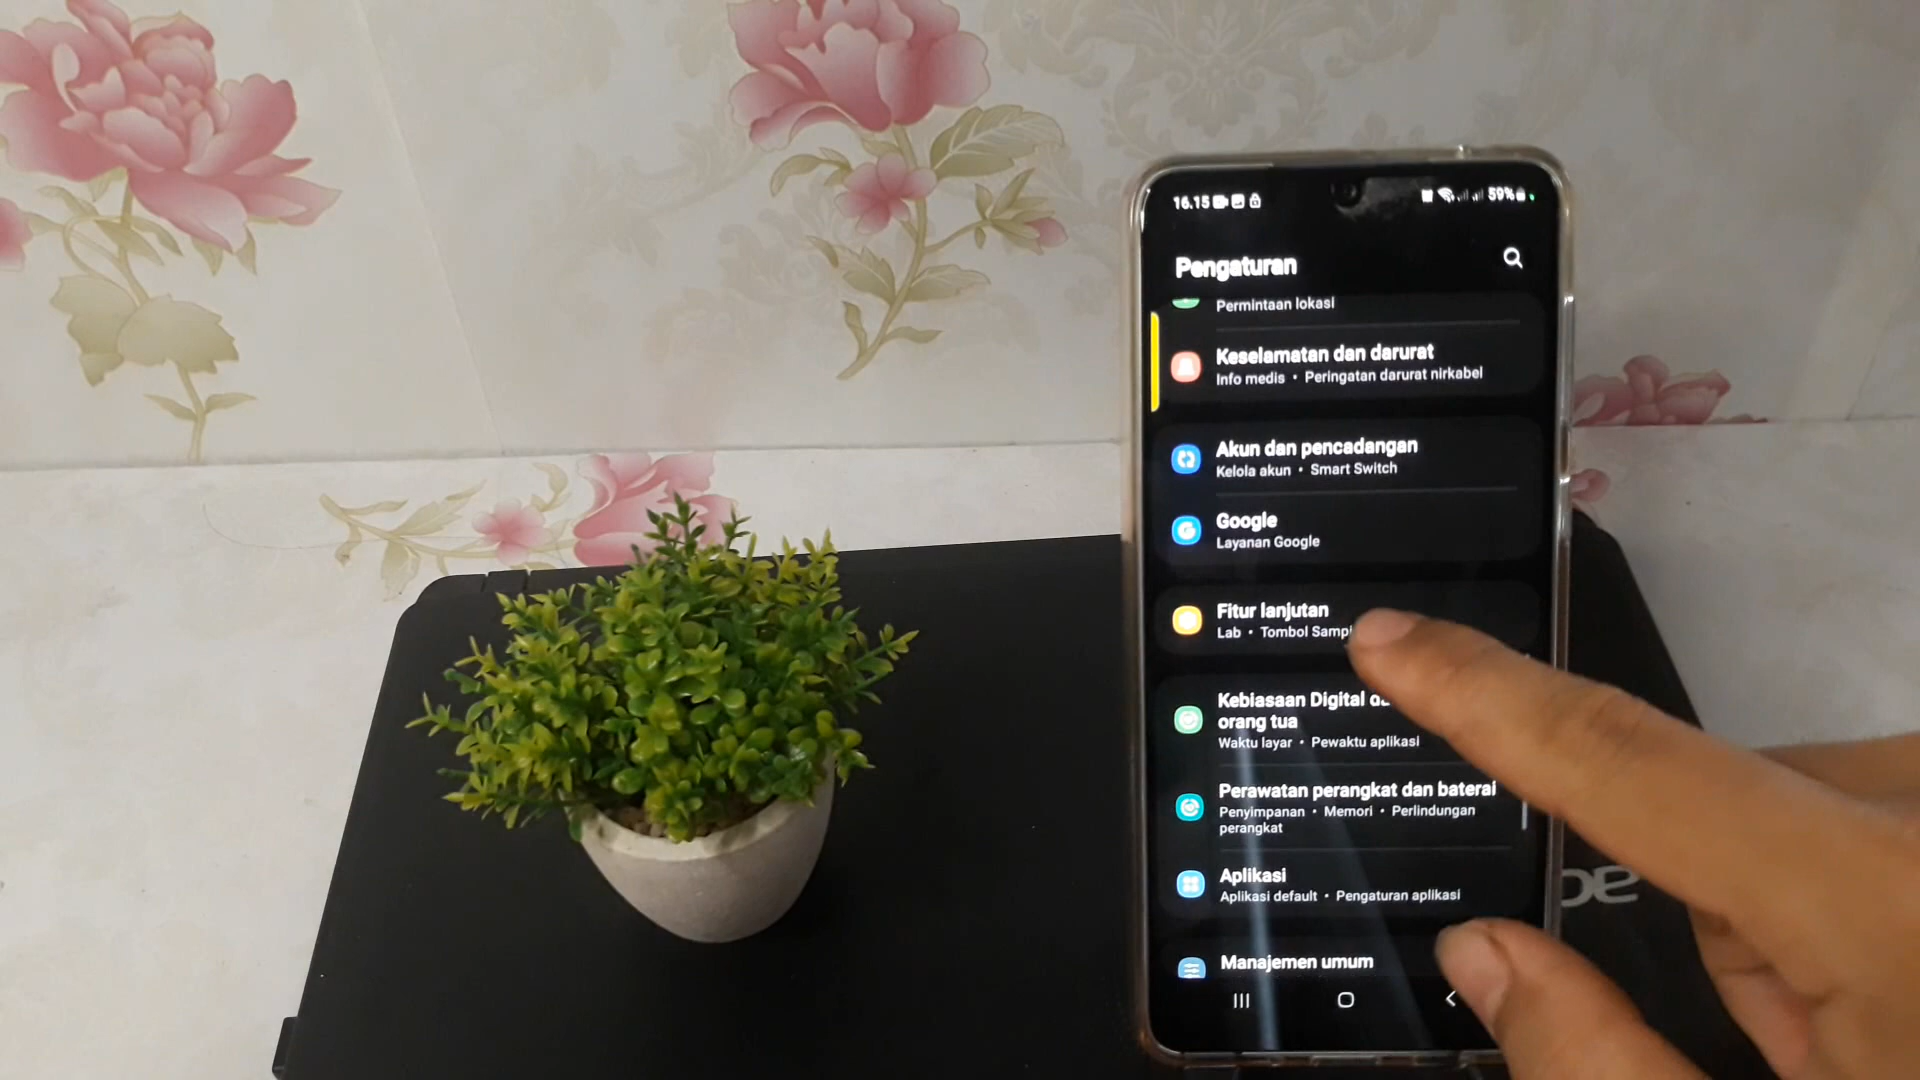 16.15
59%
Pengaturan
Permintaan lokasi
Keselamatan dan darurat
Info medis • Peringatan darurat nirkabel
Akun dan pencadangan
Kelola akun • Smart Switch
Google
Layanan Google
Fitur lanjutan
Lab • Tombol
Kebiasaan Digital
orang tua
Waktu layar • Pewaktu aplikasi
Perawatan perangkat dan baterai
Penyimpanan • Memori • Perlindungan
perangkat
Aplikasi
Aplikasi default • Pengaturan aplikasi
Manajemen umum